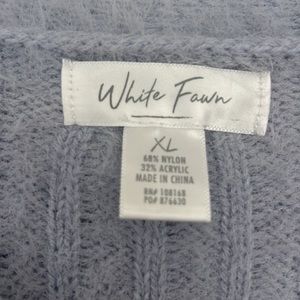 White Fawn
XL
68% NYLON
32% ACRYLIC
MADE IN CHINA
RN# 108168
PO# 876630